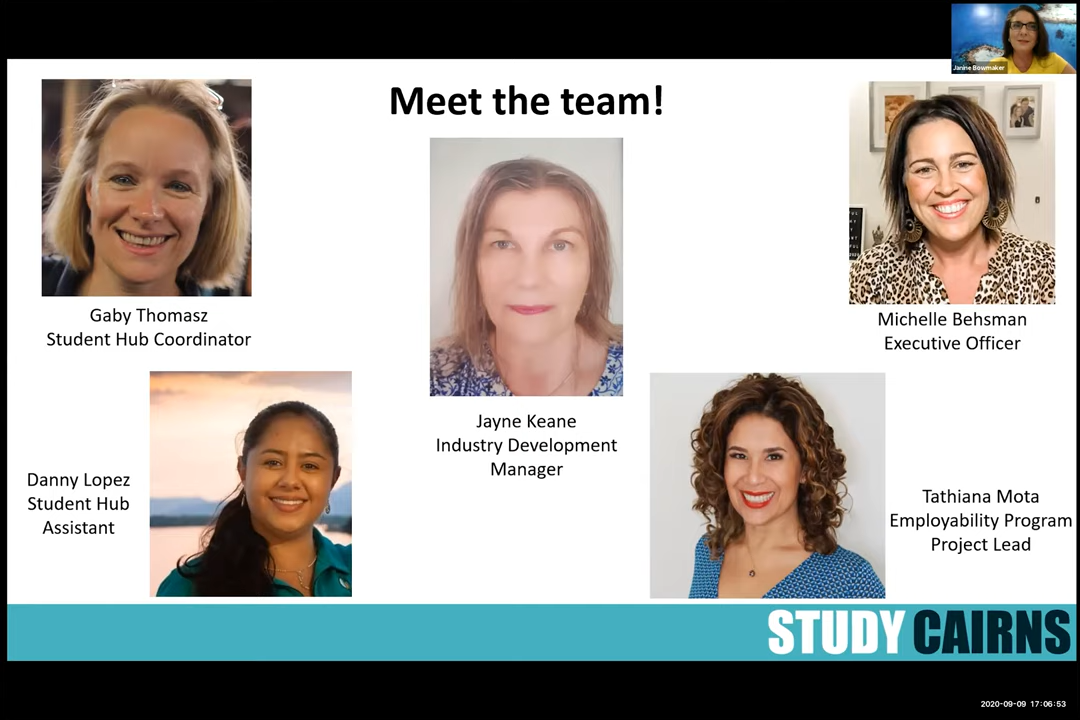 Janine Bowmaker
Meet the team!
Gaby Thomasz
Student Hub Coordinator
Michelle Behsman
Executive Officer
Jayne Keane
Industry Development
Manager
Danny Lopez
Student Hub
Assistant
Tathiana Mota
Employability Program
Project Lead
STUDY CAIRNS
2020-09-09 17:06:53